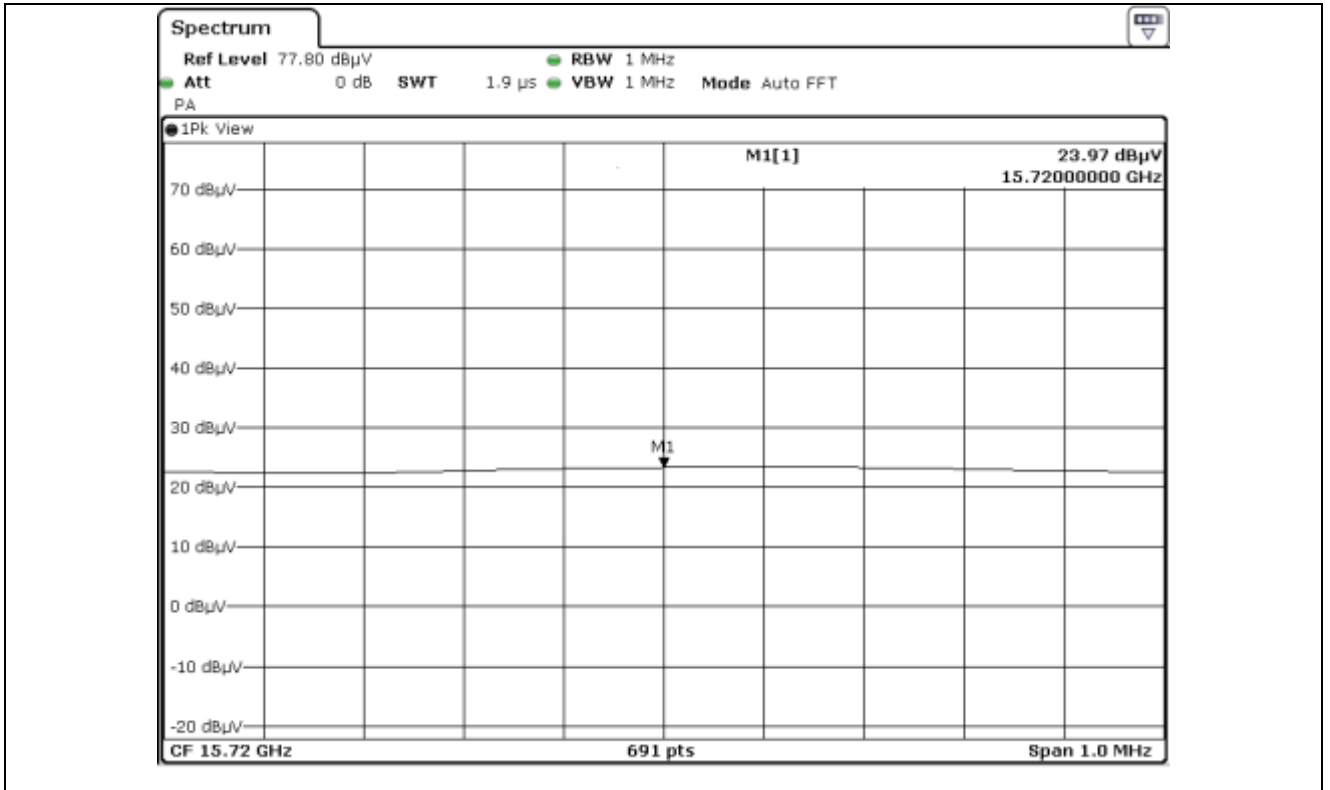 Spectrum
Ref Level 77.80 dBµV RBW 1 MHz
Att 0 dB SWT 1.9 µs VBW 1 MHz Mode Auto FFT
PA
1Pk View
M1[1] 23.97 dBµV
15.72000000 GHz
70 dBµV
60 dBµV
50 dBµV
40 dBµV
30 dBµV
M1
20 dBµV
10 dBµV
0 dBµV
-10 dBµV
-20 dBµV
CF 15.72 GHz 691 pts Span 1.0 MHz